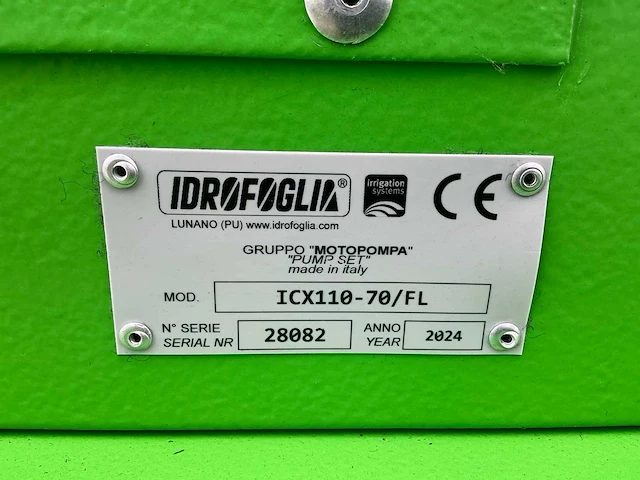 IDROFOGLIA® irrigation systems CE
LUNANO (PU) www.idrofoglia.com
GRUPPO "MOTOPOMPA"
"PUMP SET"
made in italy
MOD. ICX110-70/FL
N° SERIE
SERIAL NR 28082
ANNO
YEAR 2024